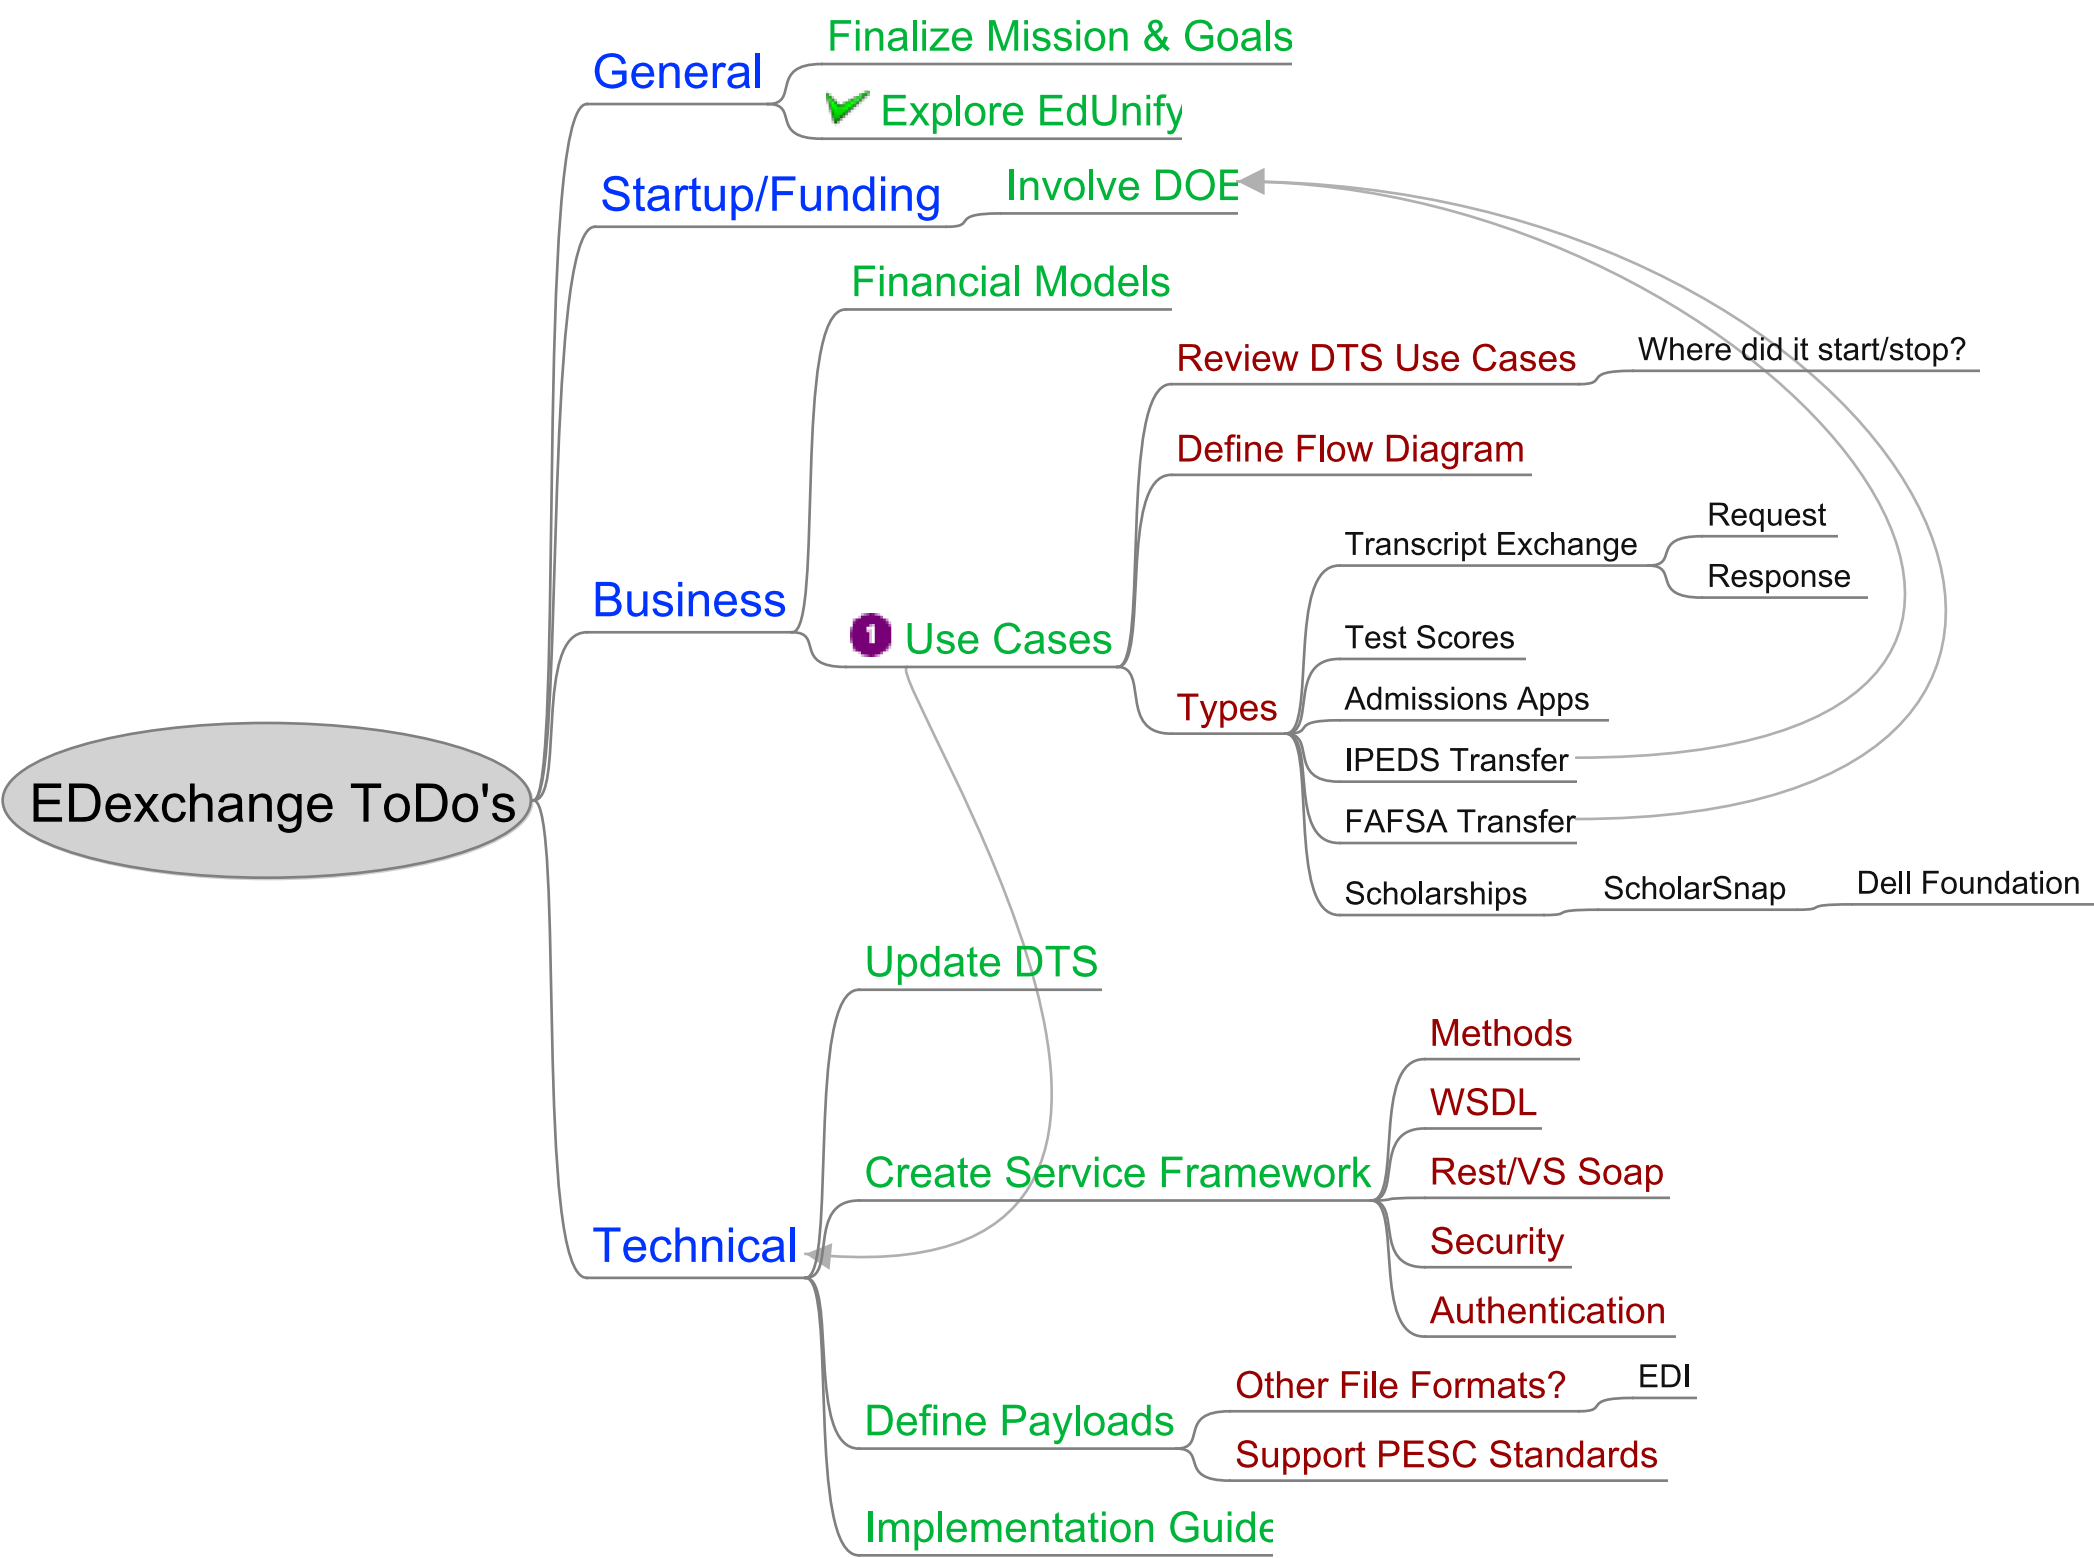 Finalize Mission & Goals
General
Explore EdUnify
Startup/Funding
Involve DOE
Financial Models
Review DTS Use Cases
Where did it start/stop?
Define Flow Diagram
Request
Transcript Exchange
Response
Business
1 Use Cases
Test Scores
Types
Admissions Apps
IPEDS Transfer
FAFSA Transfer
Scholarships
ScholarSnap
Dell Foundation
EDexchange ToDo's
Update DTS
Methods
WSDL
Create Service Framework
Rest/VS Soap
Security
Authentication
Technical
Other File Formats?
EDI
Define Payloads
Support PESC Standards
Implementation Guide